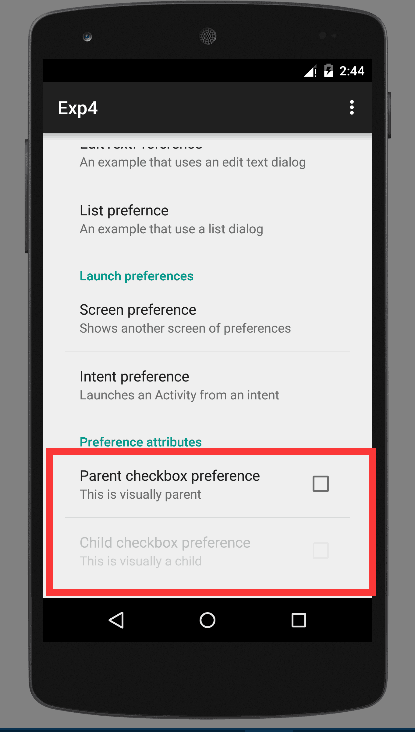 2:44
Exp4
An example that uses an edit text dialog
List prefernce
An example that use a list dialog
Launch preferences
Screen preference
Shows another screen of preferences
Intent preference
Launches an Activity from an intent
Preference attributes
Parent checkbox preference
This is visually parent
Child checkbox preference
This is visually a child